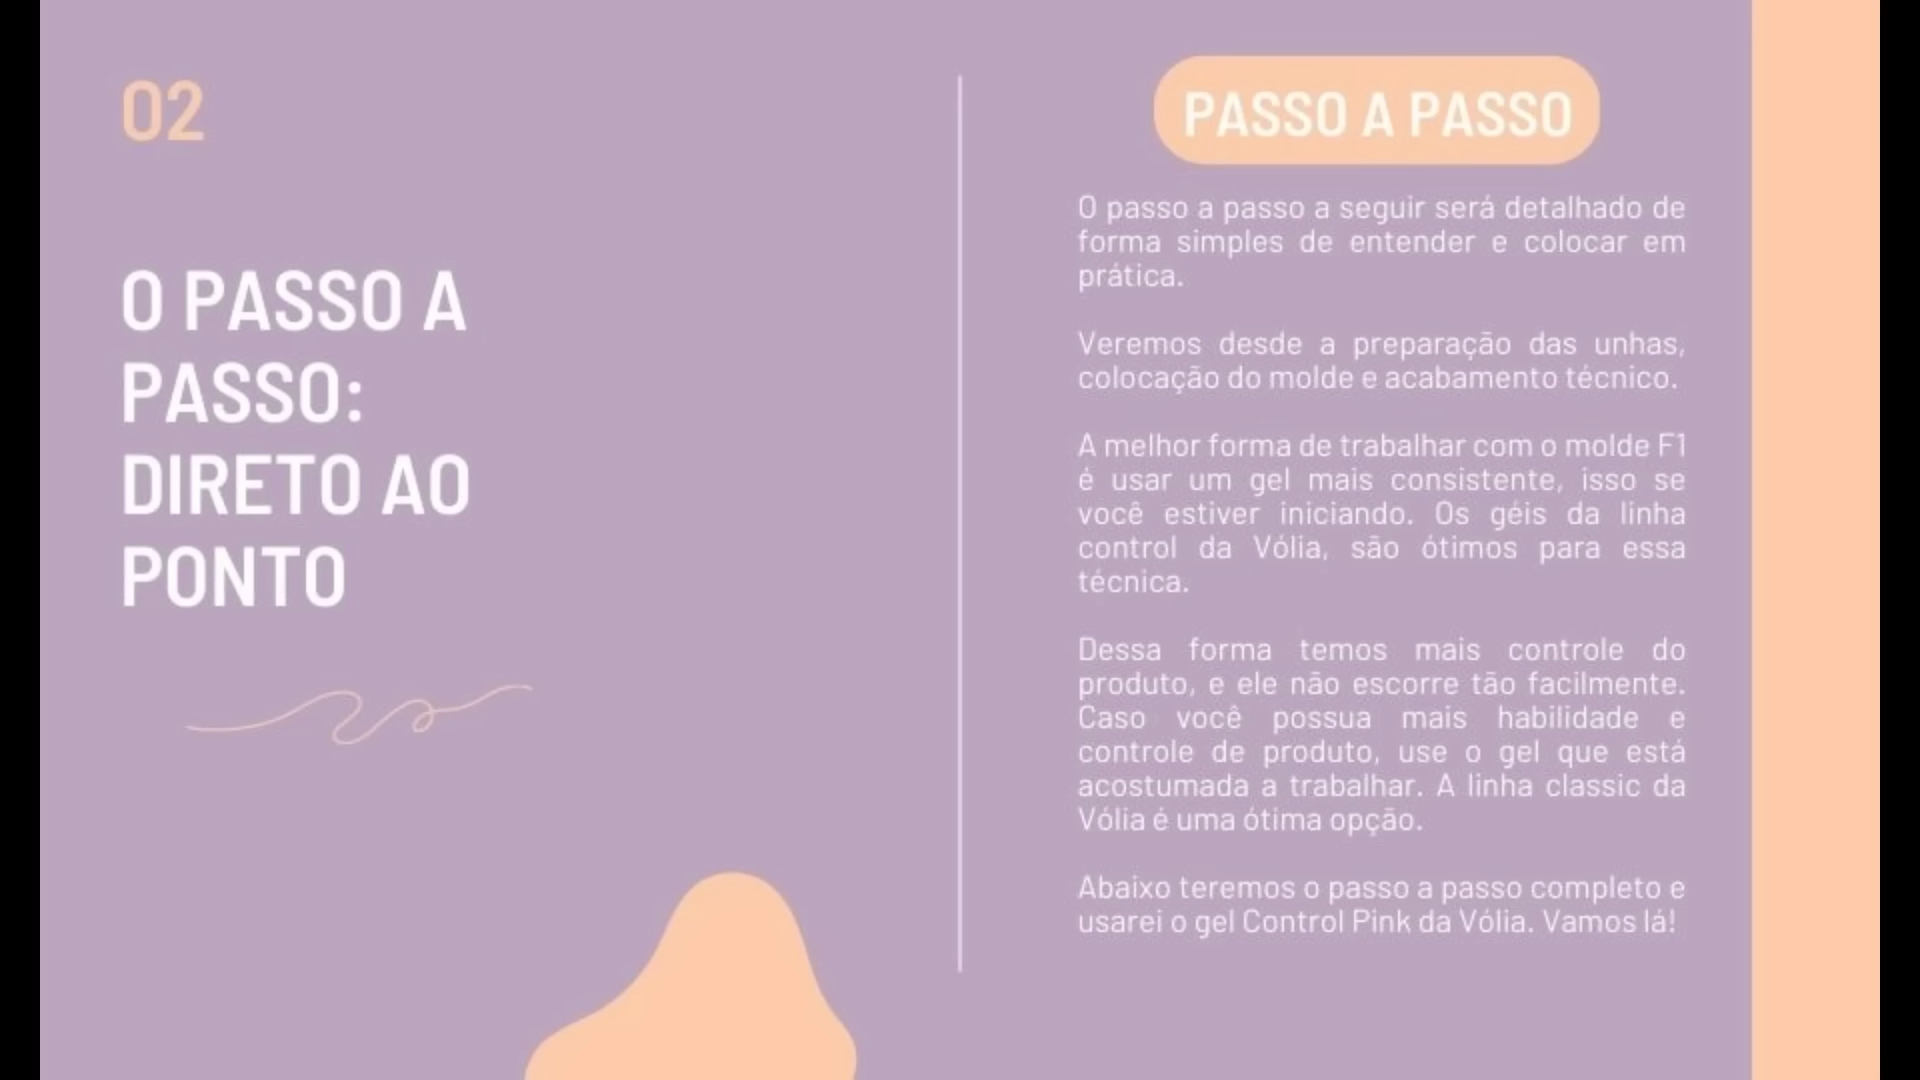 02
O PASSO A
PASSO:
DIRETO AO
PONTO
PASSO A PASSO
O passo a passo a seguir será detalhado de
forma simples de entender e colocar em
prática.
Veremos desde a preparação das unhas,
colocação do molde e acabamento técnico.
A melhor forma de trabalhar com o molde F1
é usar um gel mais consistente, isso se
você estiver iniciando. Os géis da linha
control da Vólia, são ótimos para essa
técnica.
Dessa forma temos mais controle do
produto, e ele não escorre tão facilmente.
Caso você possua mais habilidade e
controle de produto, use o gel que está
acostumada a trabalhar. A linha classic da
Vólia é uma ótima opção.
Abaixo teremos o passo a passo completo e
usarei o gel Control Pink da Vólia. Vamos lá!